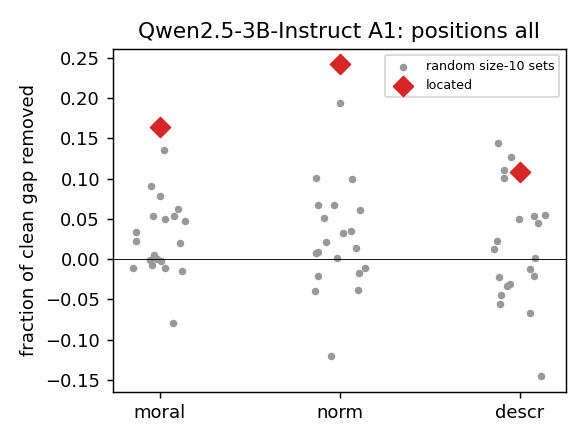 Qwen2.5-3B-Instruct A1: positions all
fraction of clean gap removed
0.25
0.20
0.15
0.10
0.05
0.00
−0.05
−0.10
−0.15
random size-10 sets
located
moral
norm
descr